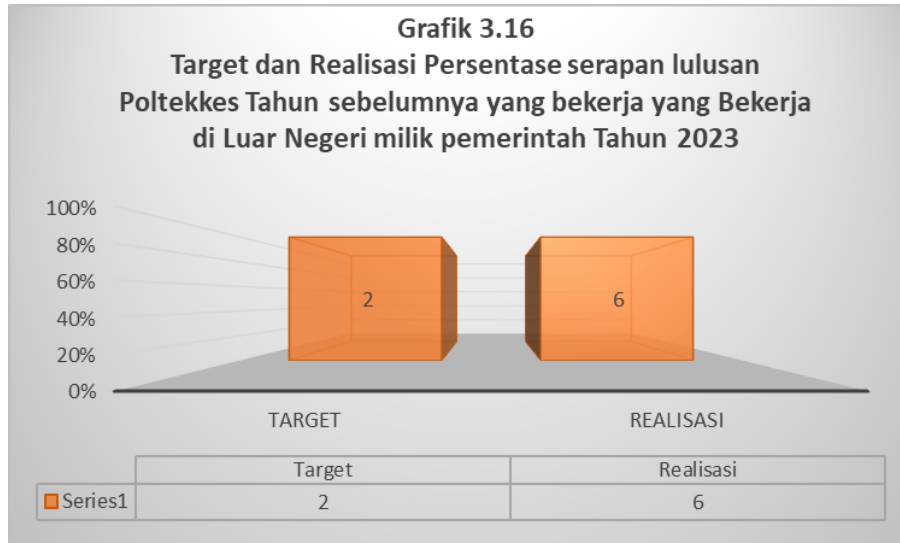 Grafik 3.16
Target dan Realisasi Persentase serapan lulusan
Poltekkes Tahun sebelumnya yang bekerja yang Bekerja
di Luar Negeri milik pemerintah Tahun 2023
100%
80%
60%
40%
20%
0%
2
6
TARGET
REALISASI
Target Realisasi
Series1 2 6